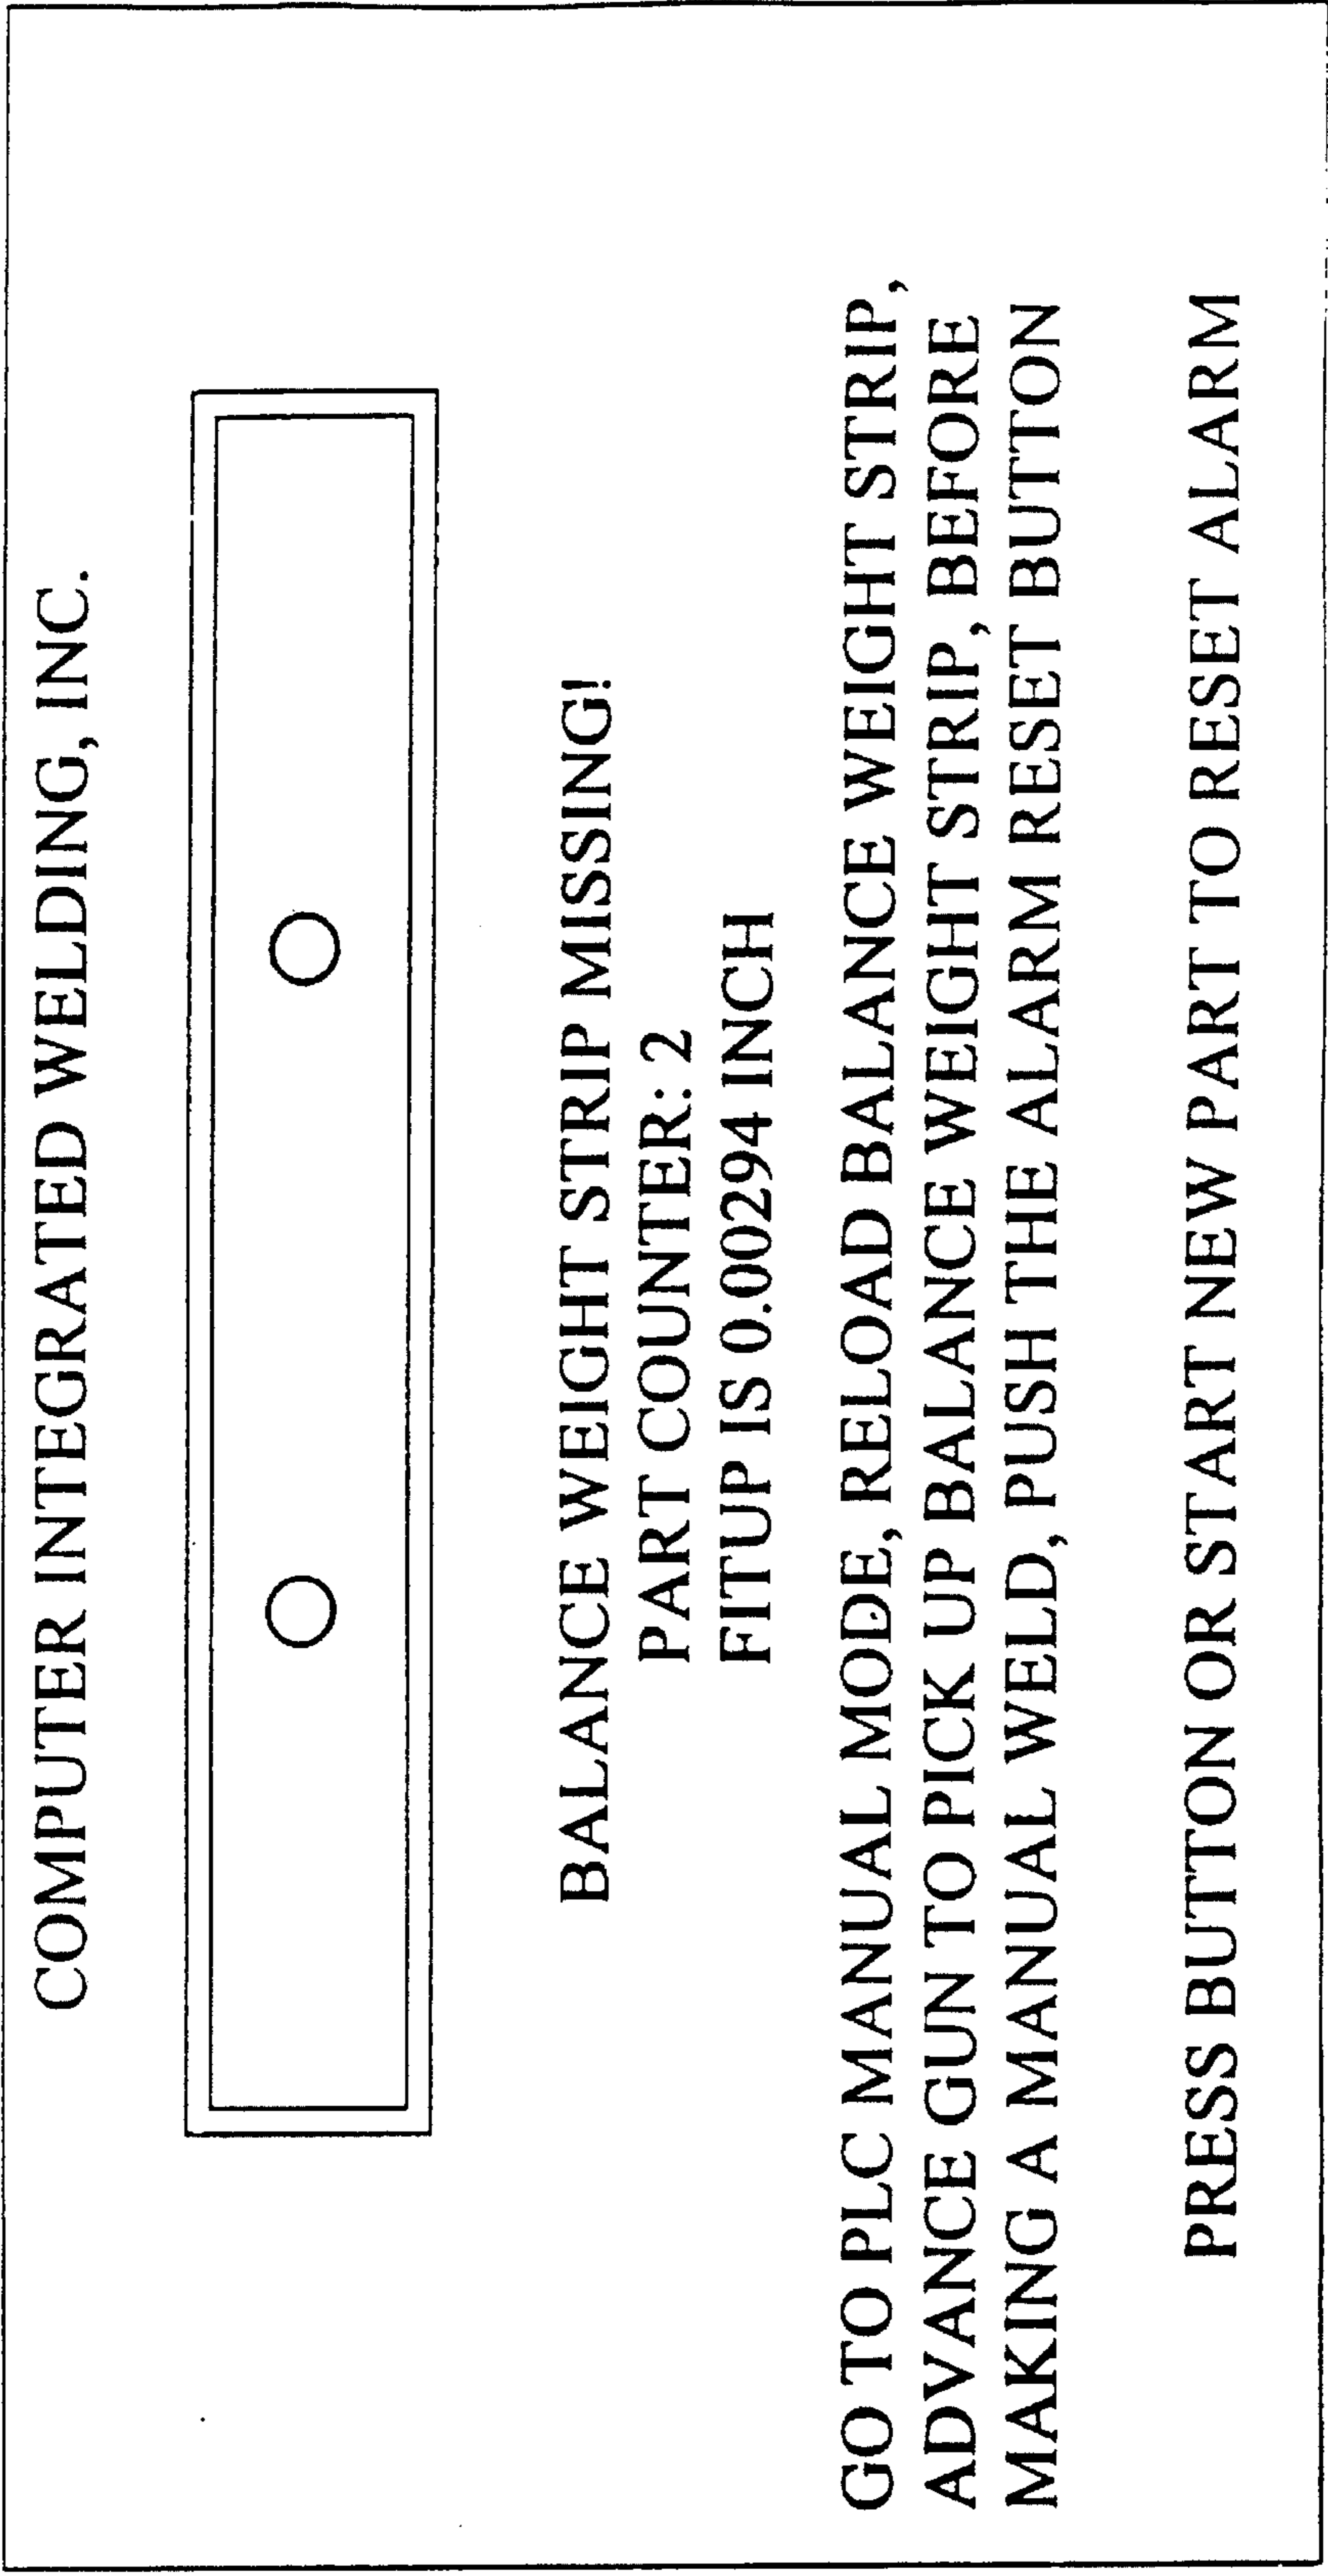 COMPUTER INTEGRATED WELDING, INC.
BALANCE WEIGHT STRIP MISSING!
PART COUNTER: 2
FITUP IS 0.00294 INCH
GO TO PLC MANUAL MODE, RELOAD BALANCE WEIGHT STRIP,
ADVANCE GUN TO PICK UP BALANCE WEIGHT STRIP, BEFORE
MAKING A MANUAL WELD, PUSH THE ALARM RESET BUTTON
PRESS BUTTON OR START NEW PART TO RESET ALARM